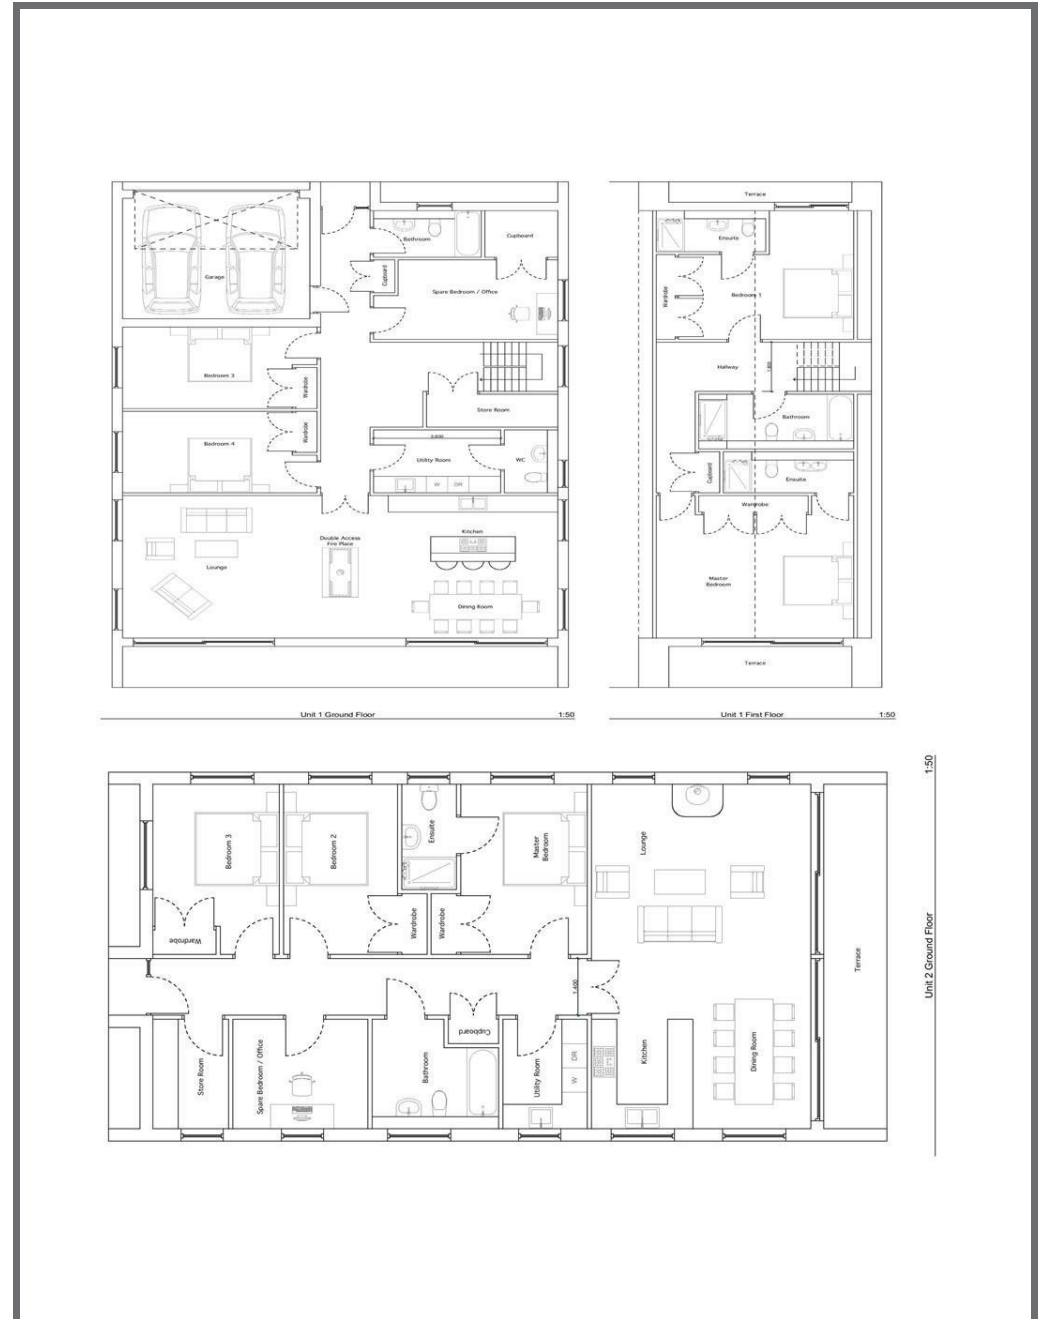 Garage
Bathroom
Cupboard
Cupboard
Spare Bedroom / Office
Bedroom 3
Wardrobe
Store Room
Bedroom 4
Wardrobe
Utility Room
W
DR
WC
Kitchen
Double Access
Fire Place
Lounge
Dining Room
Unit 1 Ground Floor
1:50
Terrace
Ensuite
Wardrobe
Bedroom 1
Hallway
Bathroom
Cupboard
Ensuite
Wardrobe
Master
Bedroom
Terrace
Unit 1 First Floor
1:50
Bedroom 3
Wardrobe
Bedroom 2
Ensuite
Wardrobe
Wardrobe
Master
Bedroom
Lounge
Terrace
1.400
Store Room
Spare Bedroom / Office
Bathroom
Cupboard
Utility Room
W
DR
Kitchen
Dining Room
Unit 2 Ground Floor
1:50